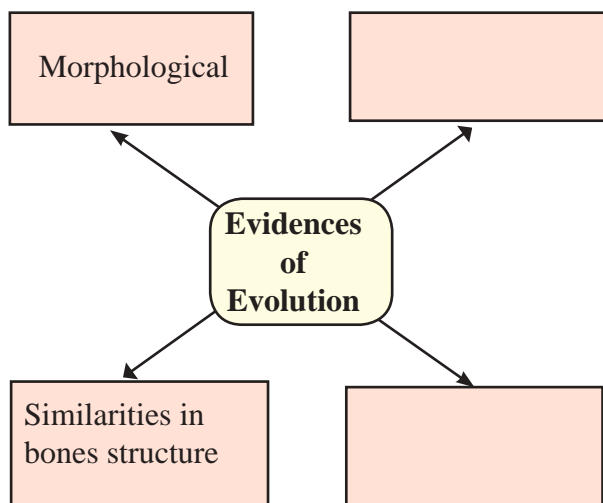 Morphological
Evidences
of
Evolution
Similarities in
bones structure